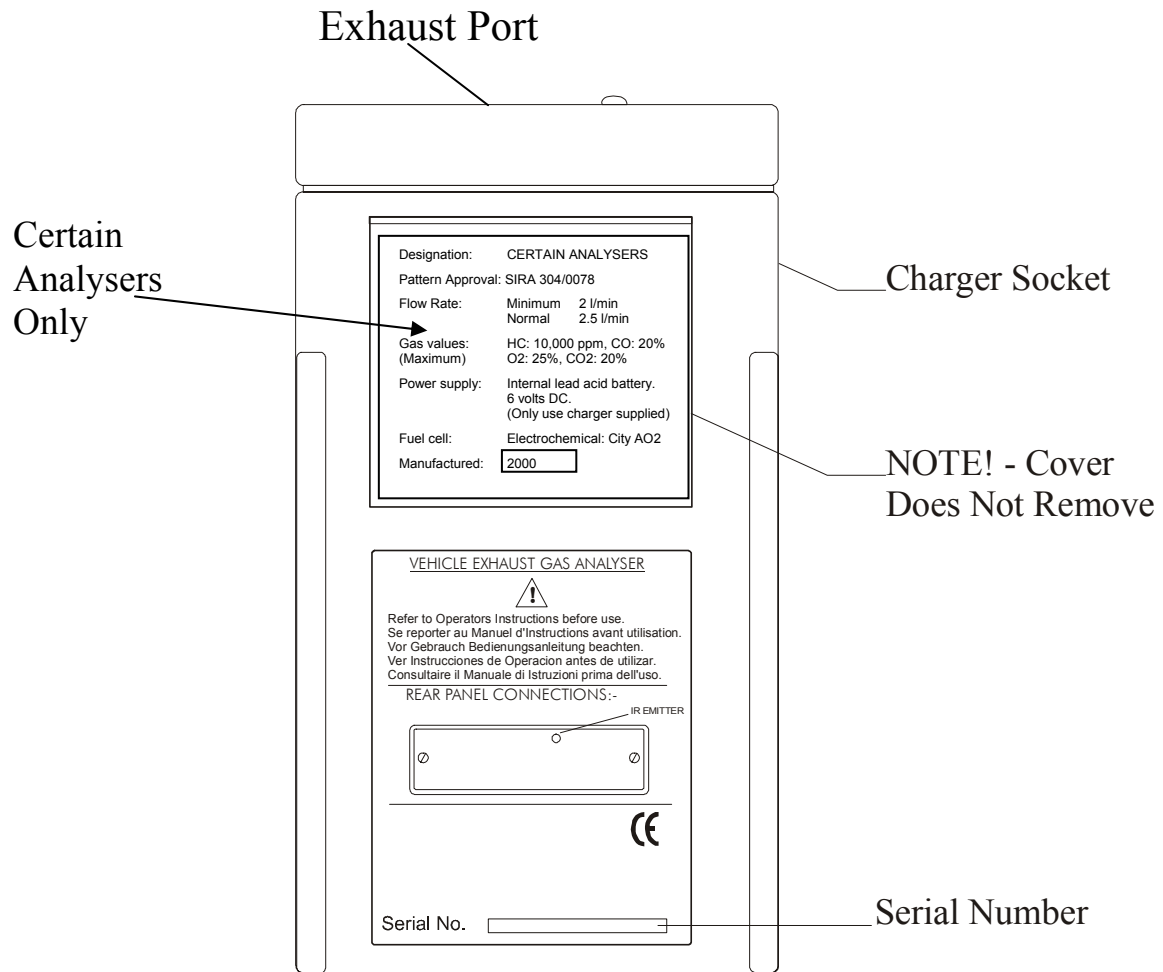 Exhaust Port
Certain
Analysers
Only
Designation: CERTAIN ANALYSERS
Pattern Approval: SIRA 304/0078
Flow Rate: Minimum 2 l/min
Normal 2.5 l/min
Gas values: HC: 10,000 ppm, CO: 20%
(Maximum) O2: 25%, CO2: 20%
Power supply: Internal lead acid battery.
6 volts DC.
(Only use charger supplied)
Fuel cell: Electrochemical: City AO2
Manufactured: 2000
Charger Socket
NOTE! - Cover
Does Not Remove
VEHICLE EXHAUST GAS ANALYSER
!
Refer to Operators Instructions before use.
Se reporter au Manuel d'Instructions avant utilisation.
Vor Gebrauch Bedienungsanleitung beachten.
Ver Instrucciones de Operacion antes de utilizar.
Consultaire il Manuale di Istruzioni prima dell'uso.
REAR PANEL CONNECTIONS:-
IR EMITTER
CE
Serial No.
Serial Number